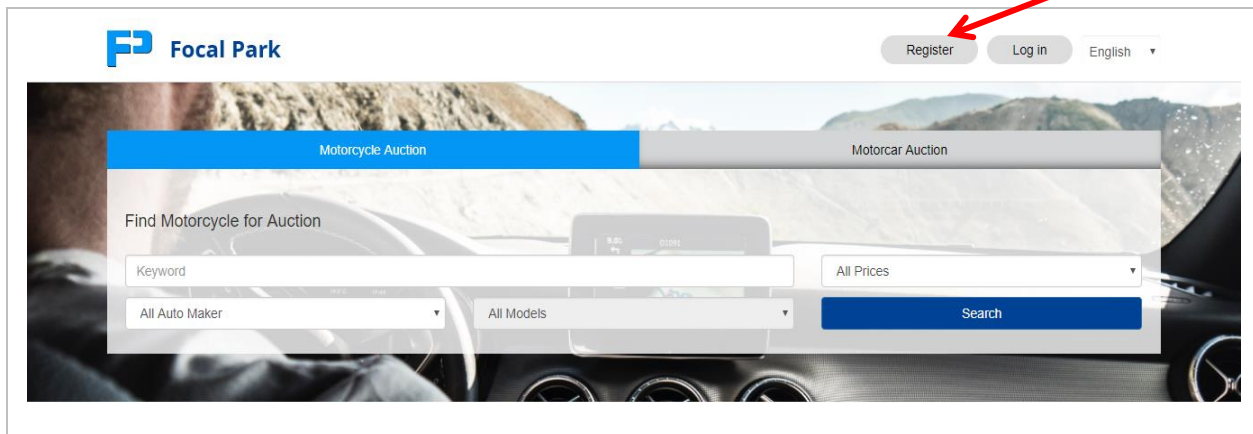 Focal Park
Register Log in English
Motorcycle Auction Motorcar Auction
Find Motorcycle for Auction
Keyword All Prices
All Auto Maker All Models Search